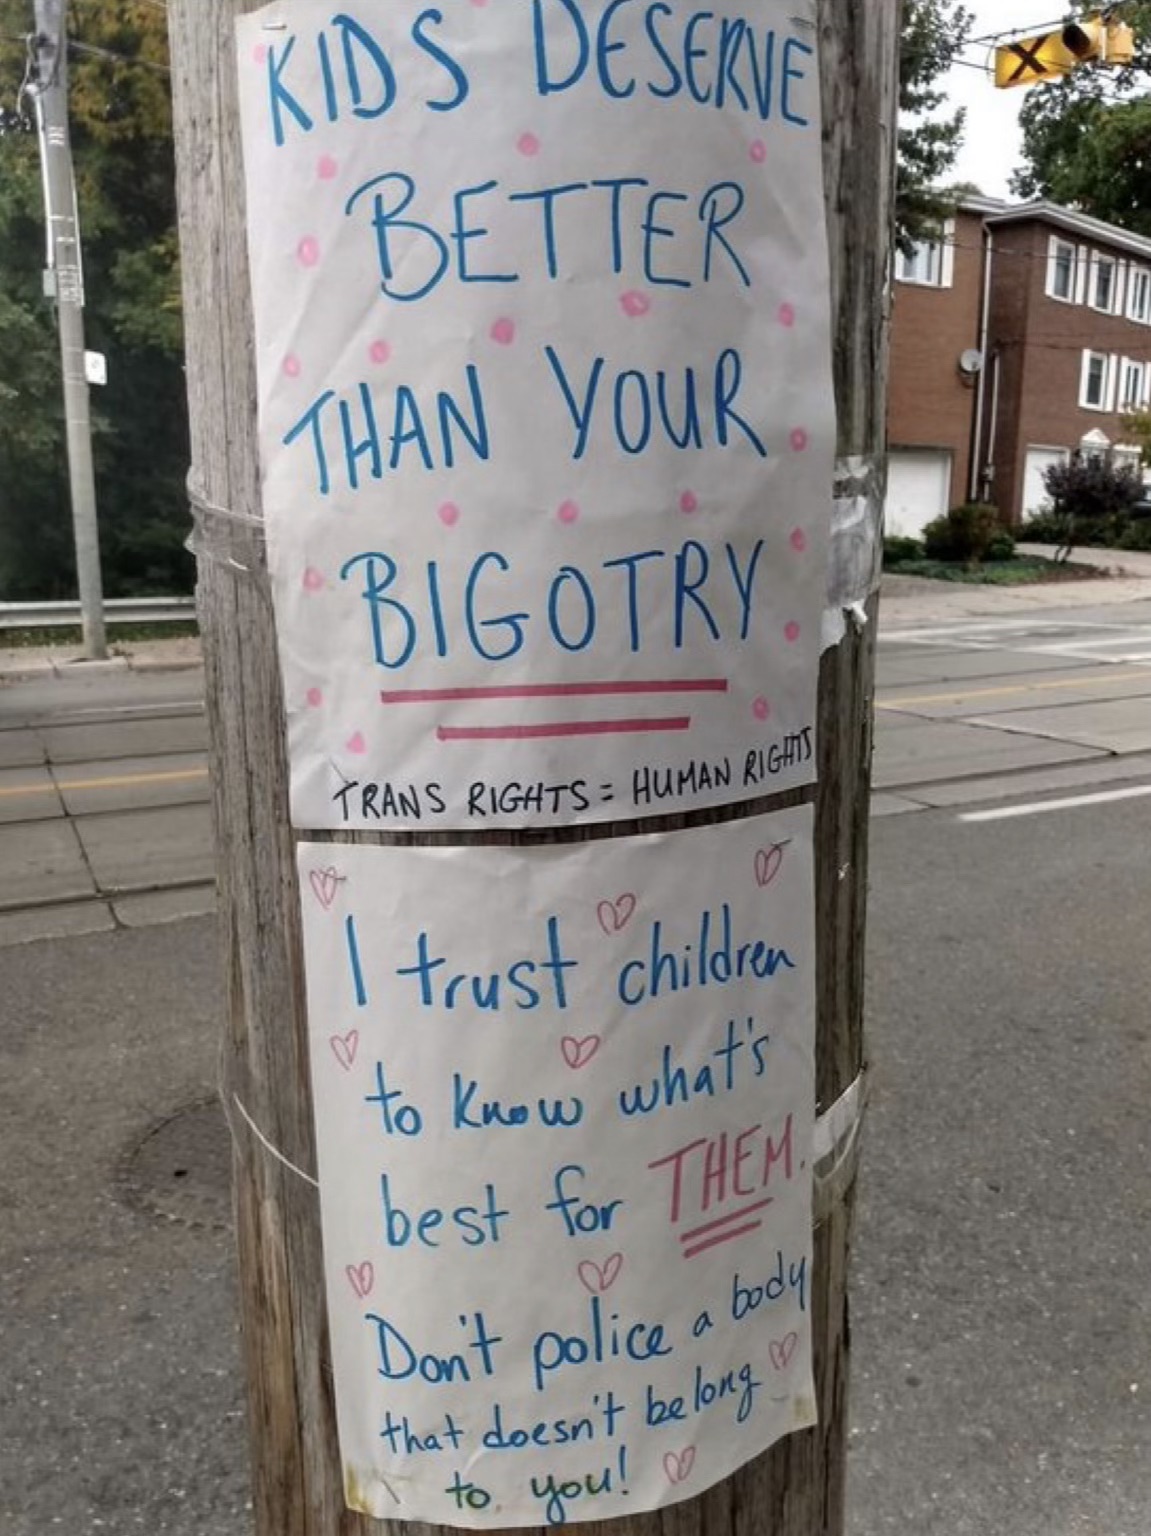 KIDS DESERVE
BETTER
THAN YOUR
BIGOTRY
TRANS RIGHTS = HUMAN RIGHTS
I trust children
to know what's
best for THEM.
Don't police a body
that doesn't belong
to you!